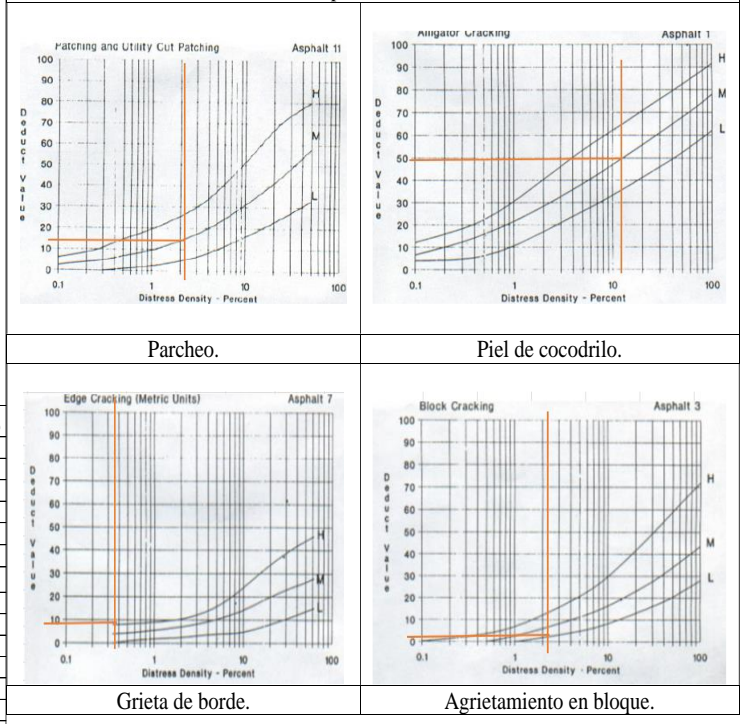 Patching and Utility Cut Patching Asphalt 11
100
90
80
70
60
50
40
30
20
10
0
Deduct Value
H
M
L
0.1 1 10 100
Distress Density - Percent
Alligator Cracking Asphalt 1
100
90
80
70
60
50
40
30
20
10
0
Deduct Value
H
M
L
0.1 1 10 100
Distress Density - Percent
Parcheo. Piel de cocodrilo.
Edge Cracking (Metric Units) Asphalt 7
100
90
80
70
60
50
40
30
20
10
0
Deduct Value
H
M
L
0.1 1 10 100
Distress Density - Percent
Block Cracking Asphalt 3
100
90
80
70
60
50
40
30
20
10
0
Deduct Value
H
M
L
0.1 1 10 100
Distress Density - Percent
Grieta de borde. Agrietamiento en bloque.